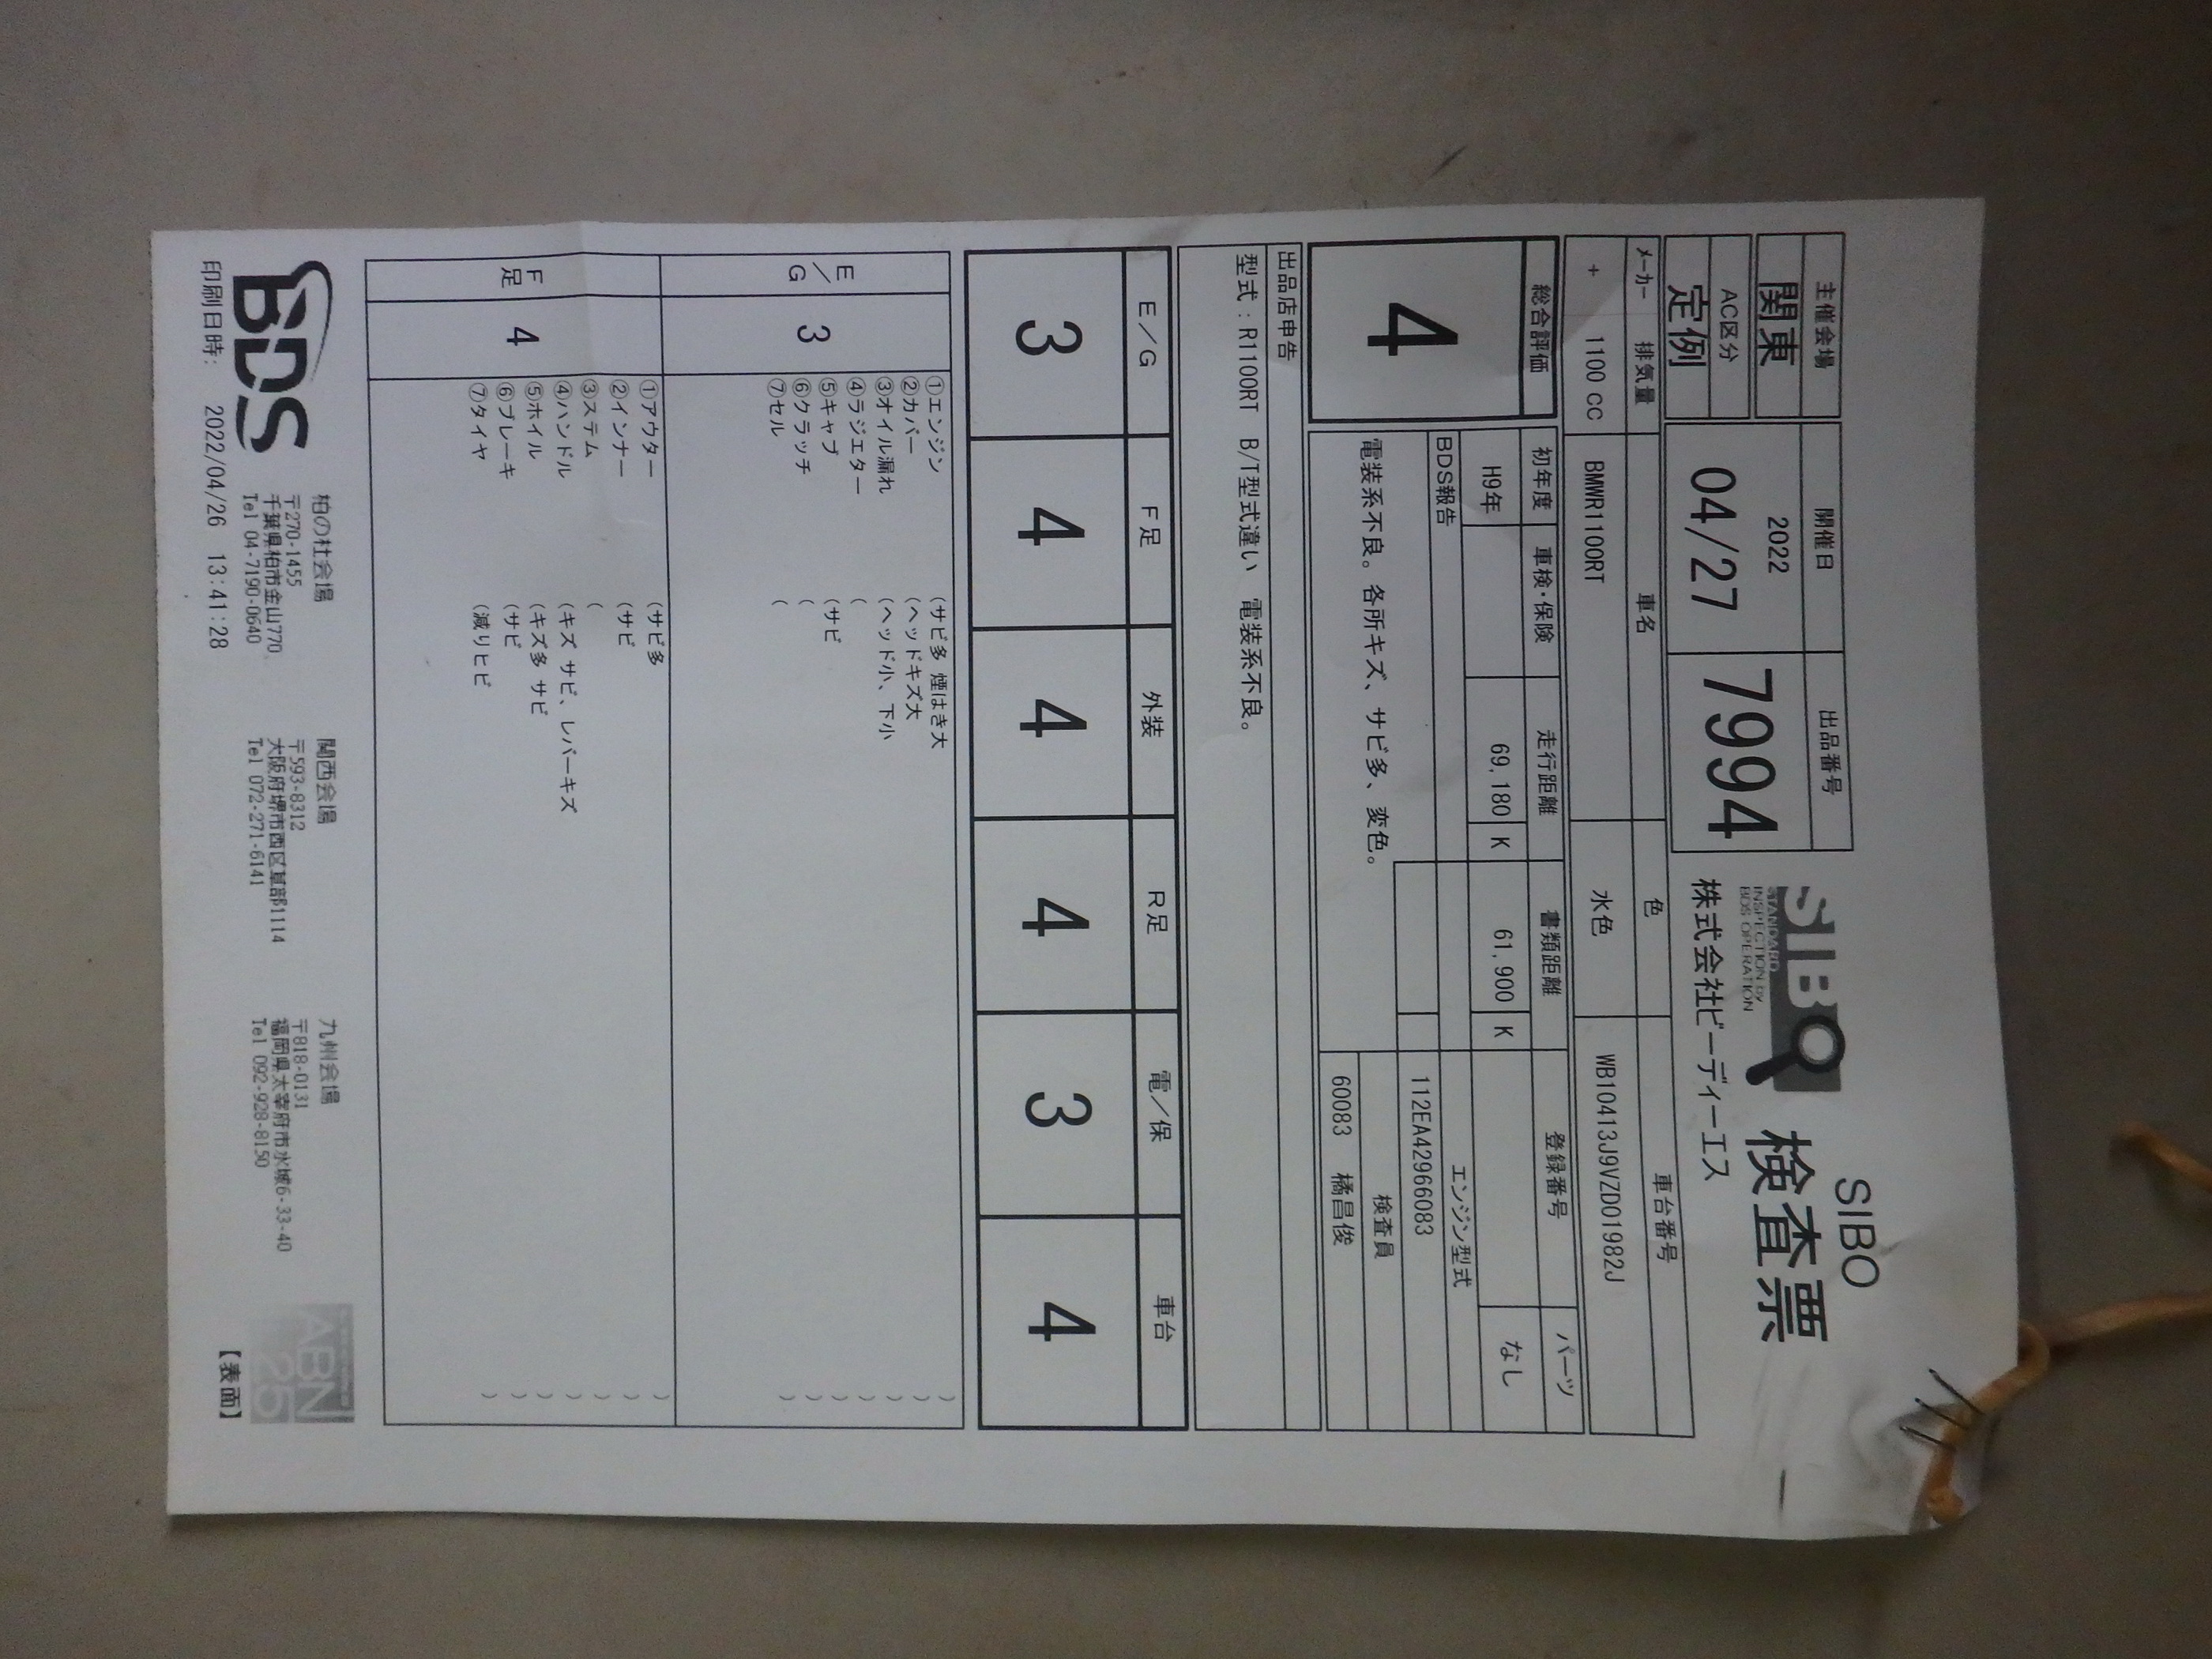 SIBO
主催会場 開催日 出品番号
関東 2022 04/27 7994
AC区分
定例
SIBO
STANDARD
INSPECTION by
BDS OPERATION
検査票
株式会社ビーディーエス
メーカー 排気量 車名 色 車台番号
+ 1100 CC BMWR1100RT 水色 WB10413J9VZD01982J
総合評価 初年度 車検・保険 走行距離 書類距離 登録番号 パーツ
4 H9年 69,180 K 61,900 K なし
BDS報告 エンジン型式
112EA42966083
電装系不良。各所キズ、サビ多、変色。
検査員
60083 橘昌俊
出品店申告
型式:R1100RT B/T型式違い 電装系不良。
E/G F足 外装 R足 電/保 車台
3 4 4 4 3 4
E/G 3
①エンジン (サビ多 煙はき大 )
②カバー (ヘッドキズ大 )
③オイル漏れ (ヘッド小、下小 )
④ラジエター ( )
⑤キャブ (サビ )
⑥クラッチ ( )
⑦セル ( )
F足 4
①アウター (サビ多 )
②インナー (サビ )
③ステム ( )
④ハンドル (キズ サビ、レバーキズ )
⑤ホイル (キズ多 サビ )
⑥ブレーキ (サビ )
⑦タイヤ (減りヒビ )
BDS
柏の杜会場
〒270-1455
千葉県柏市金山770
Tel 04-7190-0640
関西会場
〒593-8312
大阪府堺市西区草部1114
Tel 072-271-6141
九州会場
〒818-0131
福岡県太宰府市水城6-33-40
Tel 092-928-8150
ABN
25
印刷日時: 2022/04/26 13:41:28
【表面】